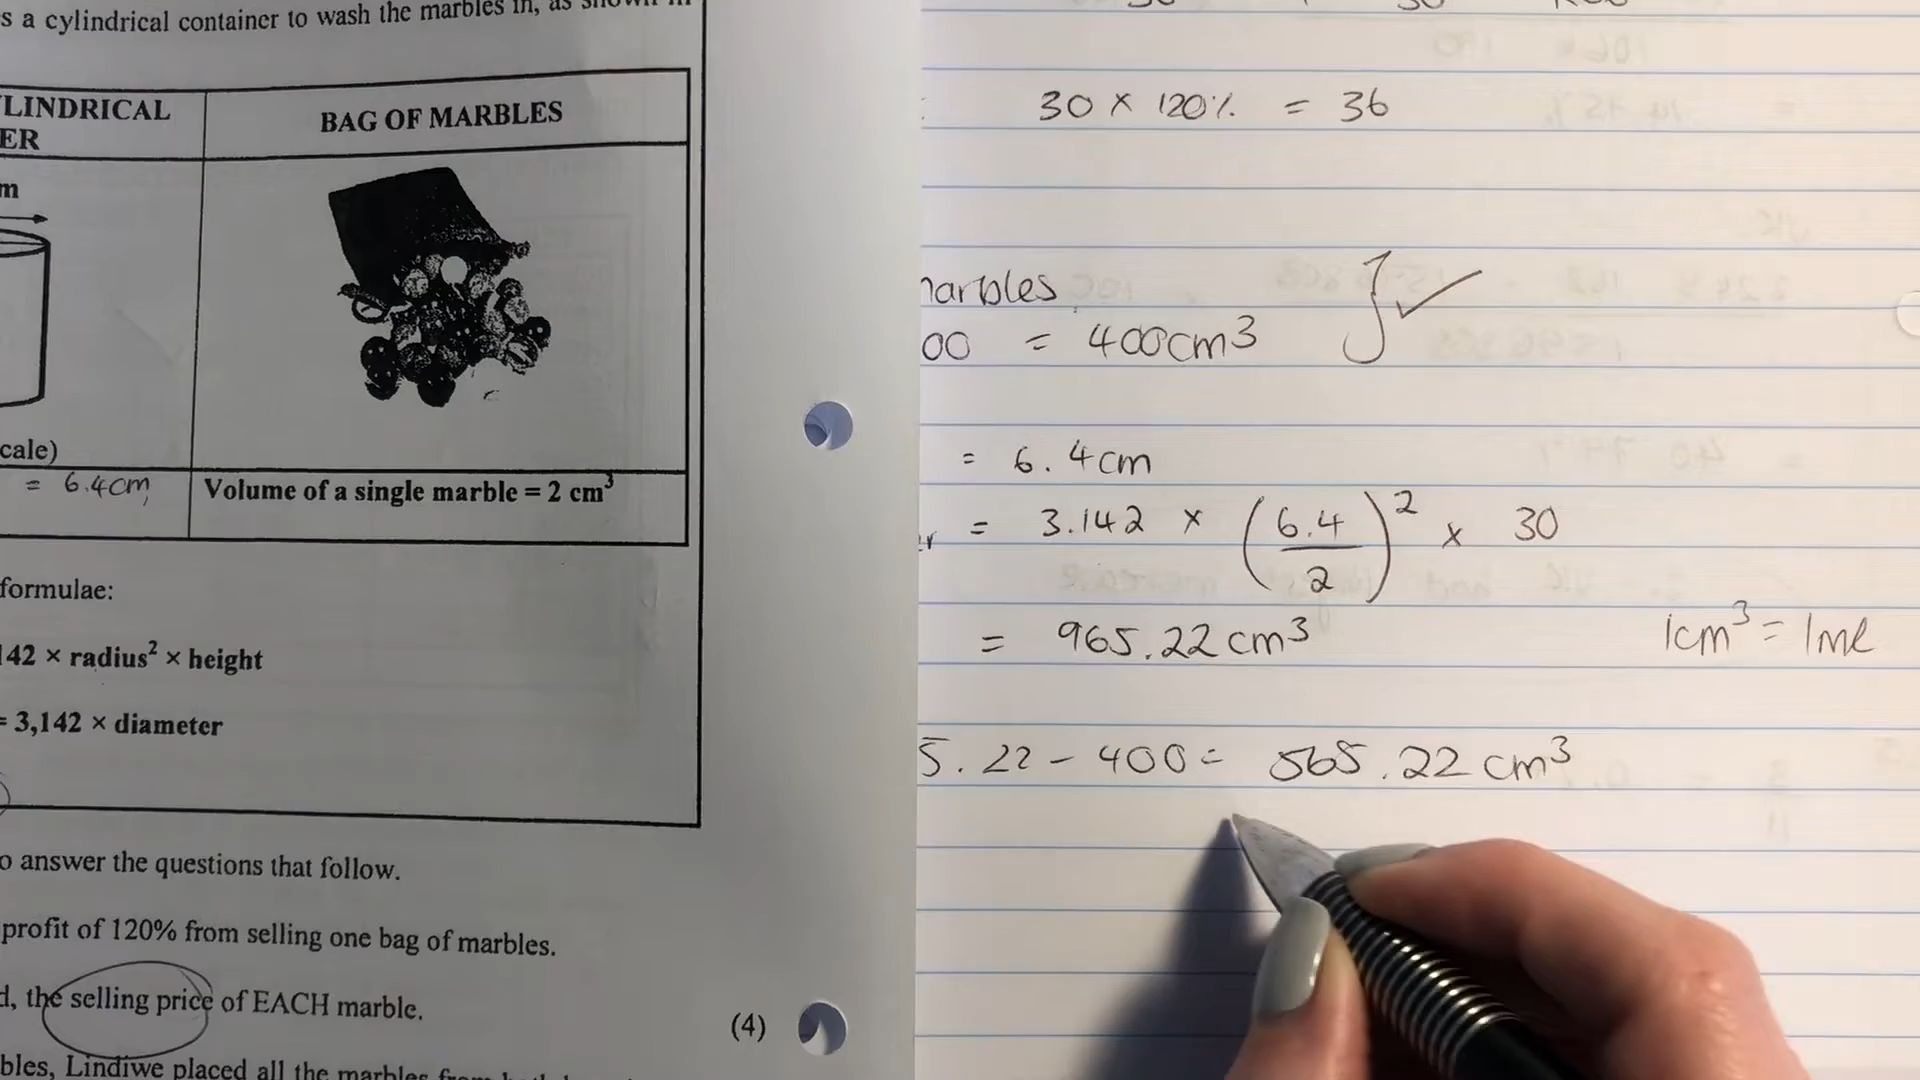 s a cylindrical container to wash the marbles in, as shown in
LINDRICAL
ER
BAG OF MARBLES
m
cale)
= 6.4cm
Volume of a single marble = 2 cm³
formulae:
142 × radius² × height
= 3,142 × diameter
o answer the questions that follow.
profit of 120% from selling one bag of marbles.
d, the selling price of EACH marble.
(4)
bles, Lindiwe placed all the marbles from
30 × 120% = 36
marbles
00 = 400cm3
= 6.4cm
er = 3.142 × (6.4/2)2 × 30
= 965.22 cm3
1cm3 = 1ml
5.22 - 400 = 565.22 cm3